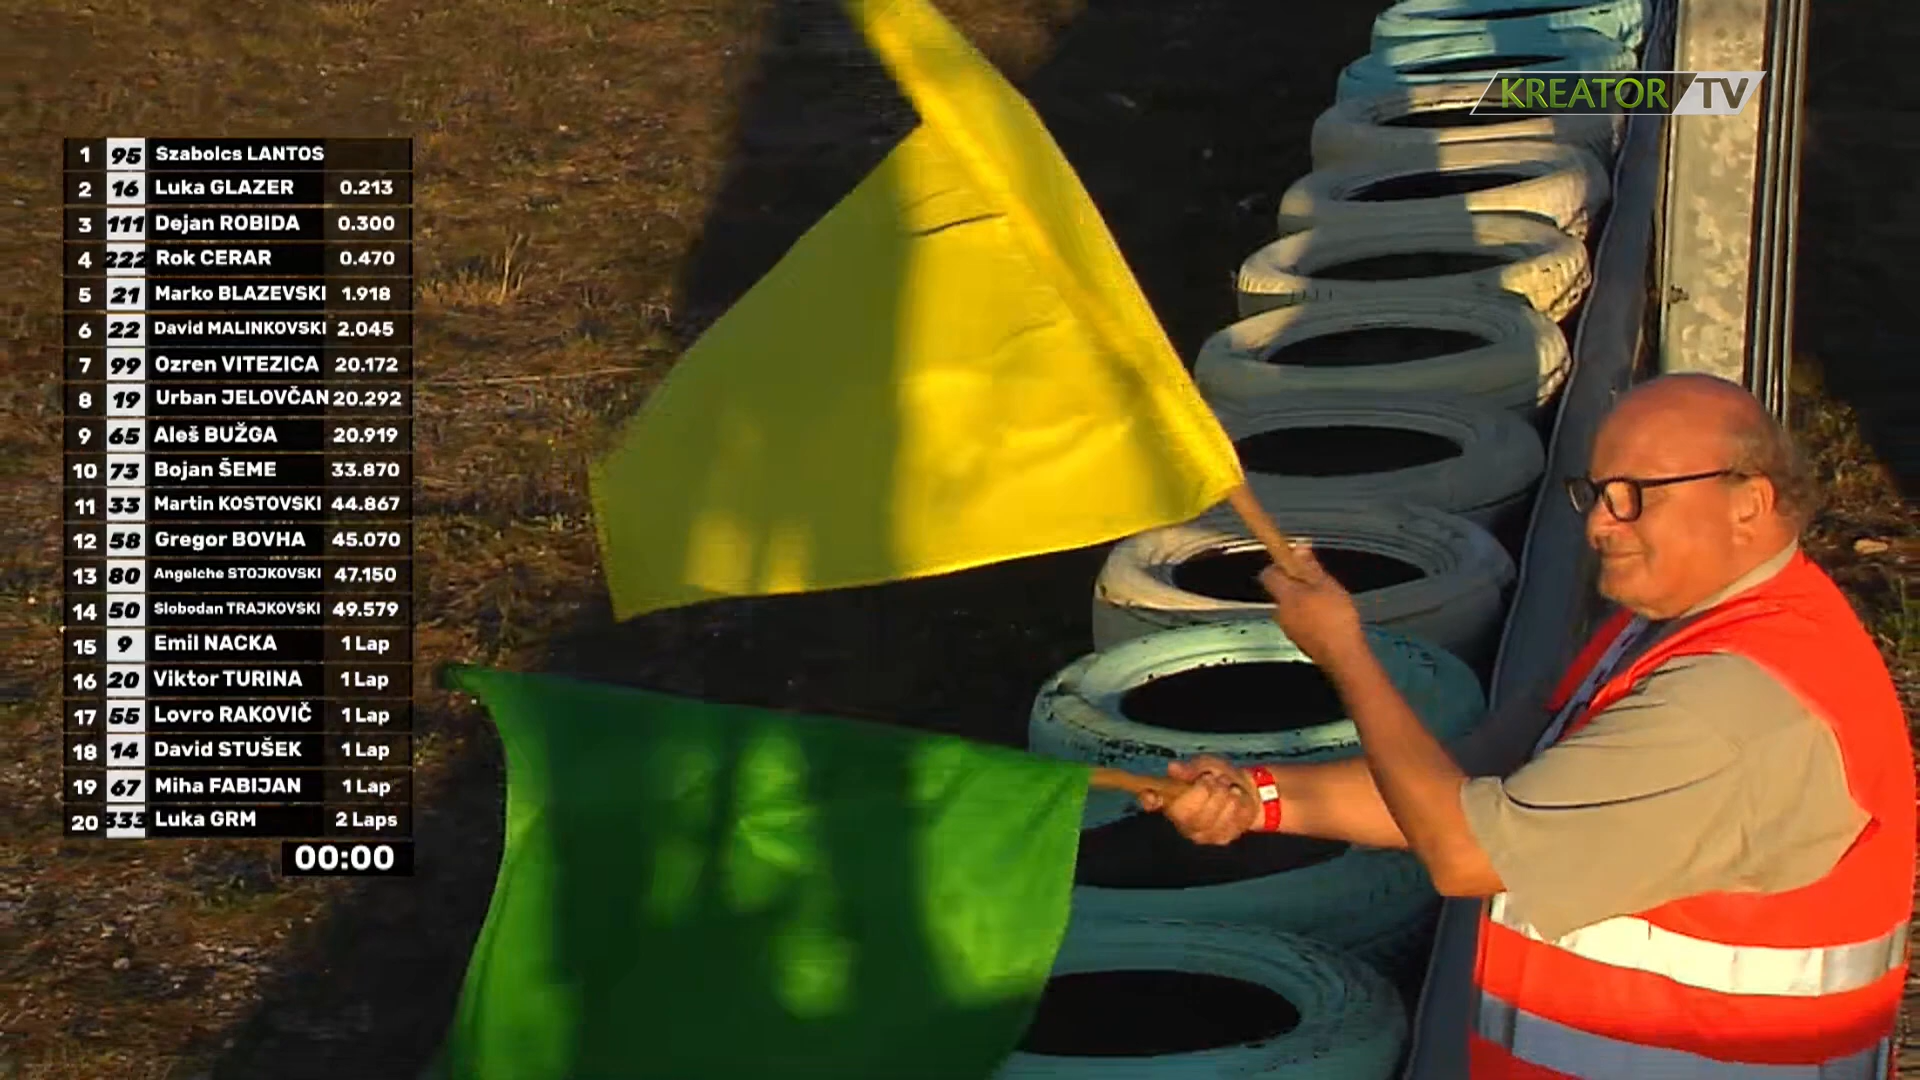 KREATOR TV
1 95 Szabolcs LANTOS
2 16 Luka GLAZER 0.213
3 111 Dejan ROBIDA 0.300
4 222 Rok CERAR 0.470
5 21 Marko BLAZEVSKI 1.918
6 22 David MALINKOVSKI 2.045
7 99 Ozren VITEZICA 20.172
8 19 Urban JELOVČAN 20.292
9 65 Aleš BUŽGA 20.919
10 73 Bojan ŠEME 33.870
11 33 Martin KOSTOVSKI 44.867
12 58 Gregor BOVHA 45.070
13 80 Angelche STOJKOVSKI 47.150
14 50 Slobodan TRAJKOVSKI 49.579
15 9 Emil NACKA 1 Lap
16 20 Viktor TURINA 1 Lap
17 55 Lovro RAKOVIČ 1 Lap
18 14 David STUŠEK 1 Lap
19 67 Miha FABIJAN 1 Lap
20 333 Luka GRM 2 Laps
00:00